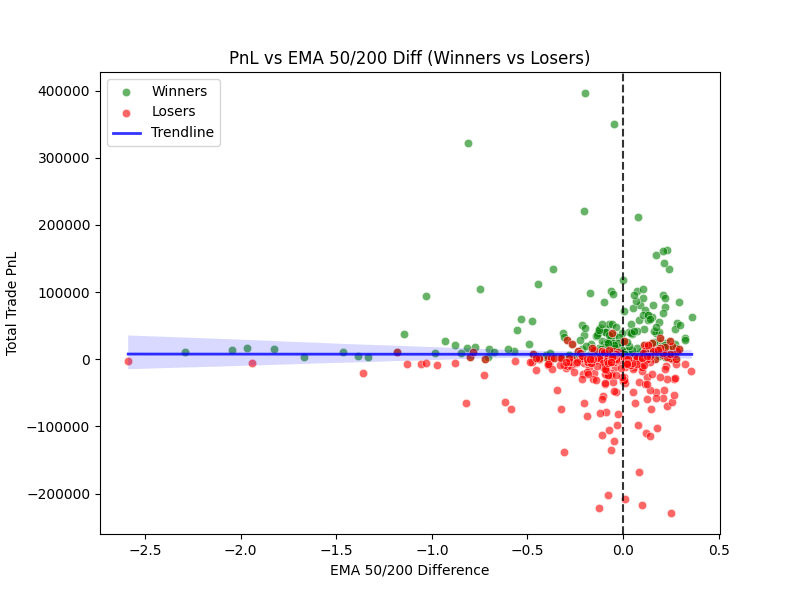 PnL vs EMA 50/200 Diff (Winners vs Losers)
Winners
Losers
Trendline
400000
300000
200000
100000
0
−100000
−200000
Total Trade PnL
−2.5
−2.0
−1.5
−1.0
−0.5
0.0
0.5
EMA 50/200 Difference